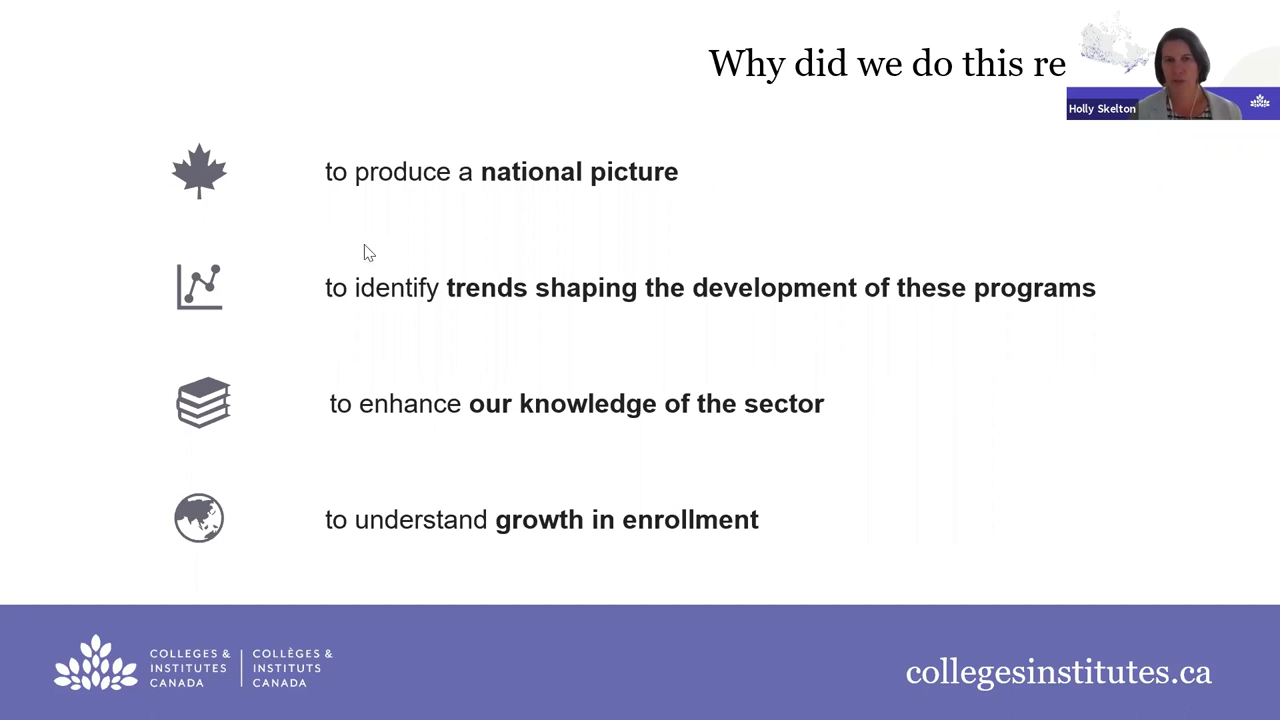 Why did we do this re
Holly Skelton
to produce a national picture
to identify trends shaping the development of these programs
to enhance our knowledge of the sector
to understand growth in enrollment
COLLEGES &
INSTITUTES
CANADA
COLLÈGES &
INSTITUTS
CANADA
collegesinstitutes.ca